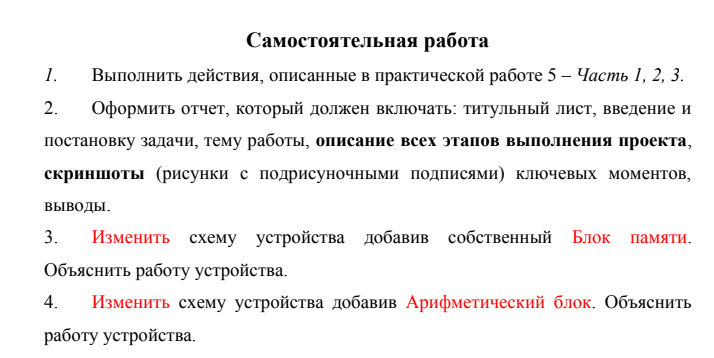 Самостоятельная работа
1. Выполнить действия, описанные в практической работе 5 – Часть 1, 2, 3.
2. Оформить отчет, который должен включать: титульный лист, введение и
постановку задачи, тему работы, описание всех этапов выполнения проекта,
скриншоты (рисунки с подрисуночными подписями) ключевых моментов,
выводы.
3. Изменить схему устройства добавив собственный Блок памяти.
Объяснить работу устройства.
4. Изменить схему устройства добавив Арифметический блок. Объяснить
работу устройства.